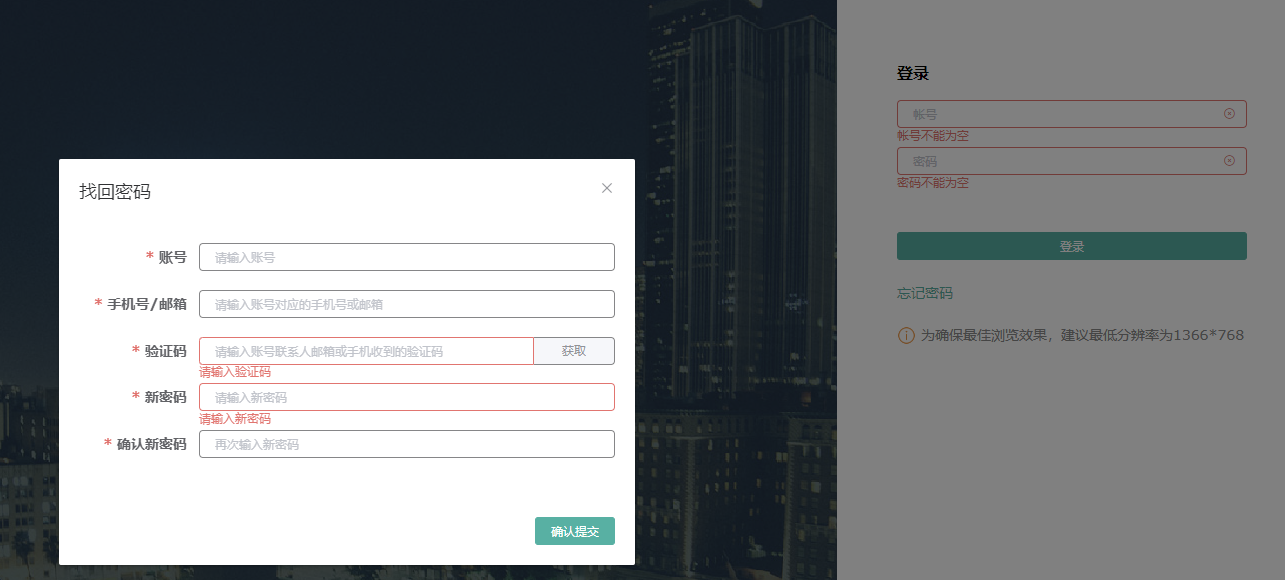 登录
帐号
帐号不能为空
密码
密码不能为空
登录
忘记密码
为确保最佳浏览效果，建议最低分辨率为1366*768
找回密码
* 账号 请输入账号
* 手机号/邮箱 请输入账号对应的手机号或邮箱
* 验证码 请输入账号联系人邮箱或手机收到的验证码 获取
请输入验证码
* 新密码 请输入新密码
请输入新密码
* 确认新密码 再次输入新密码
确认提交